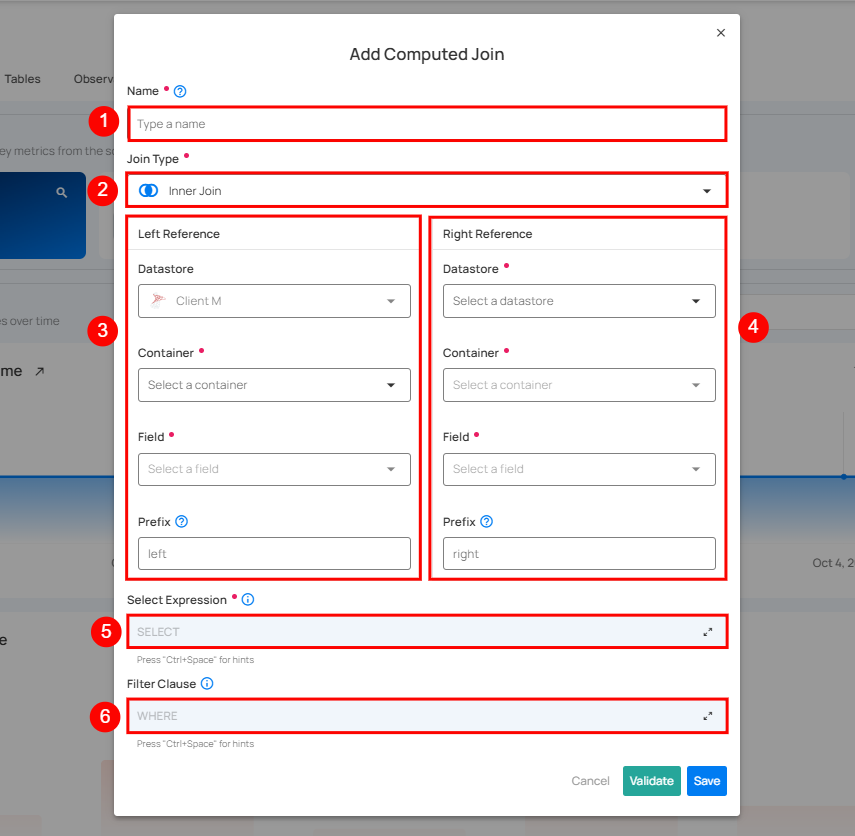 Add Computed Join
Tables Observ
Name
1
Type a name
ey metrics from the su
Join Type
2
Inner Join
Left Reference Right Reference
Datastore Datastore
Client M Select a datastore
s over time
3
4
Container Container
me
Select a container Select a container
Field Field
Select a field Select a field
Prefix Prefix
left right
Oct 4, 2
Select Expression
5
SELECT
e
Press "Ctrl+Space" for hints
Filter Clause
6
WHERE
Press "Ctrl+Space" for hints
Cancel Validate Save